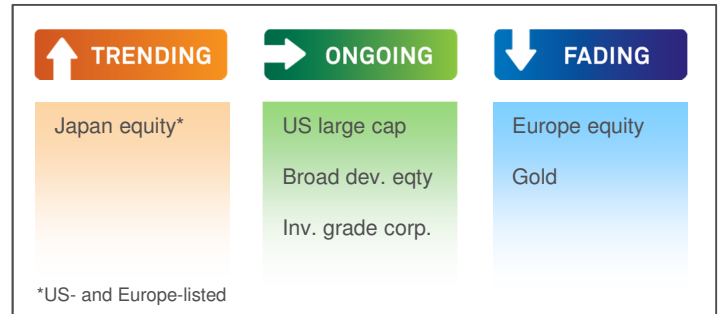 TRENDING
Japan equity*
*US- and Europe-listed
ONGOING
US large cap
Broad dev. eqty
Inv. grade corp.
FADING
Europe equity
Gold